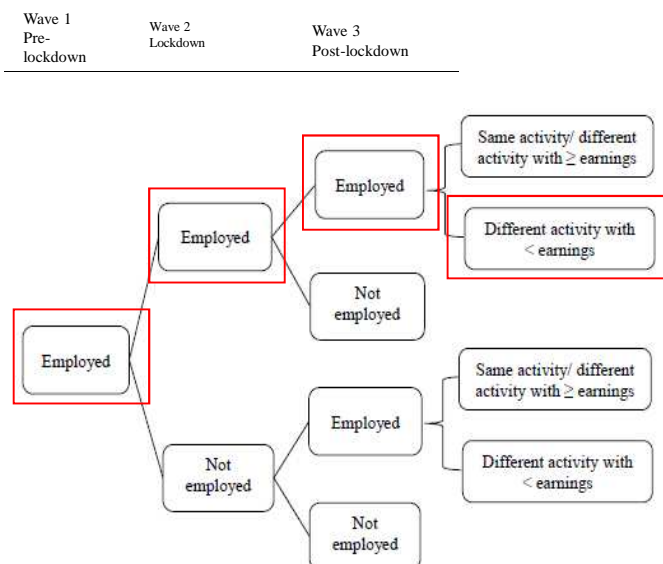 Wave 1
Pre-
lockdown
Wave 2
Lockdown
Wave 3
Post-lockdown
Same activity/ different
activity with ≥ earnings
Employed
Different activity with
< earnings
Employed
Not
employed
Employed
Same activity/ different
activity with ≥ earnings
Employed
Different activity with
< earnings
Not
employed
Not
employed